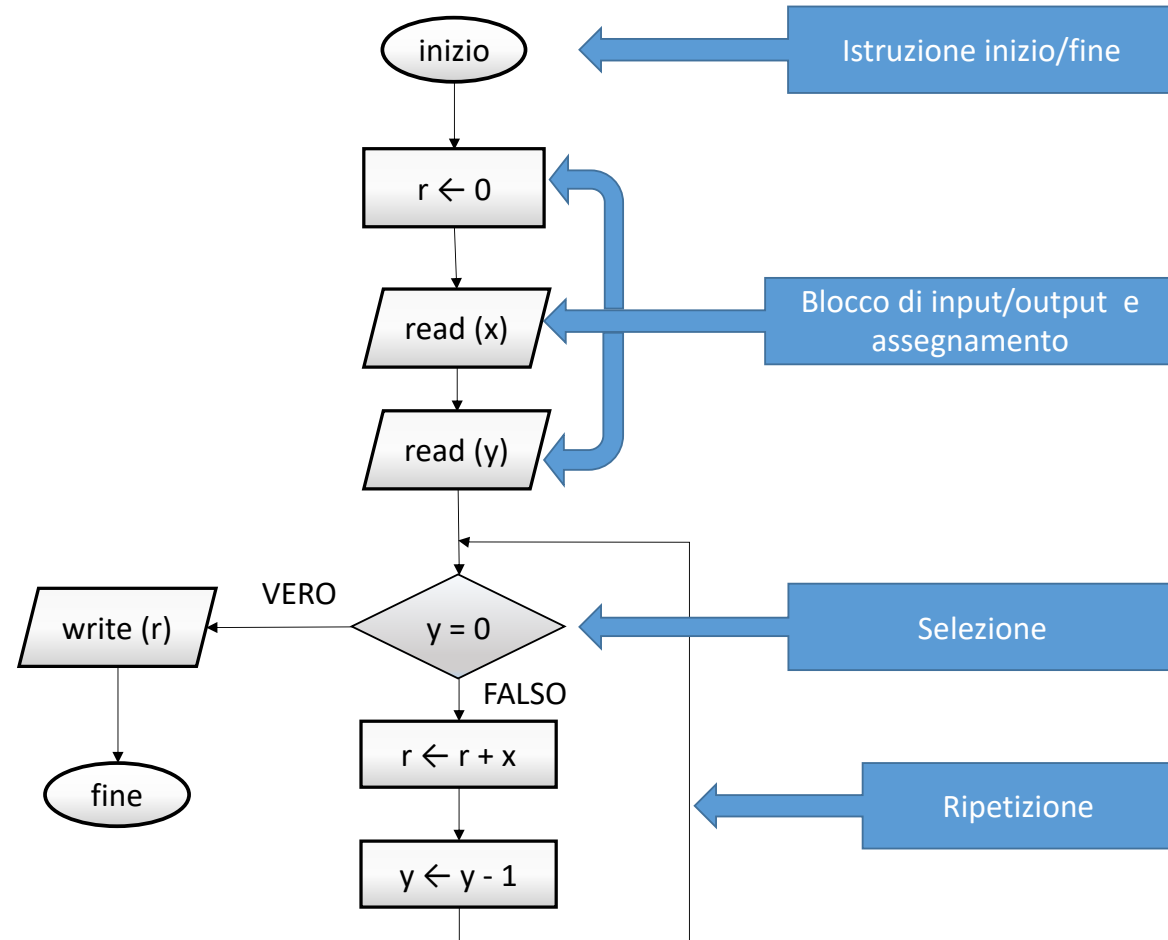 inizio
Istruzione inizio/fine
r ← 0
read (x)
Blocco di input/output e
assegnamento
read (y)
VERO
write (r)
y = 0
Selezione
FALSO
r ← r + x
fine
Ripetizione
y ← y - 1